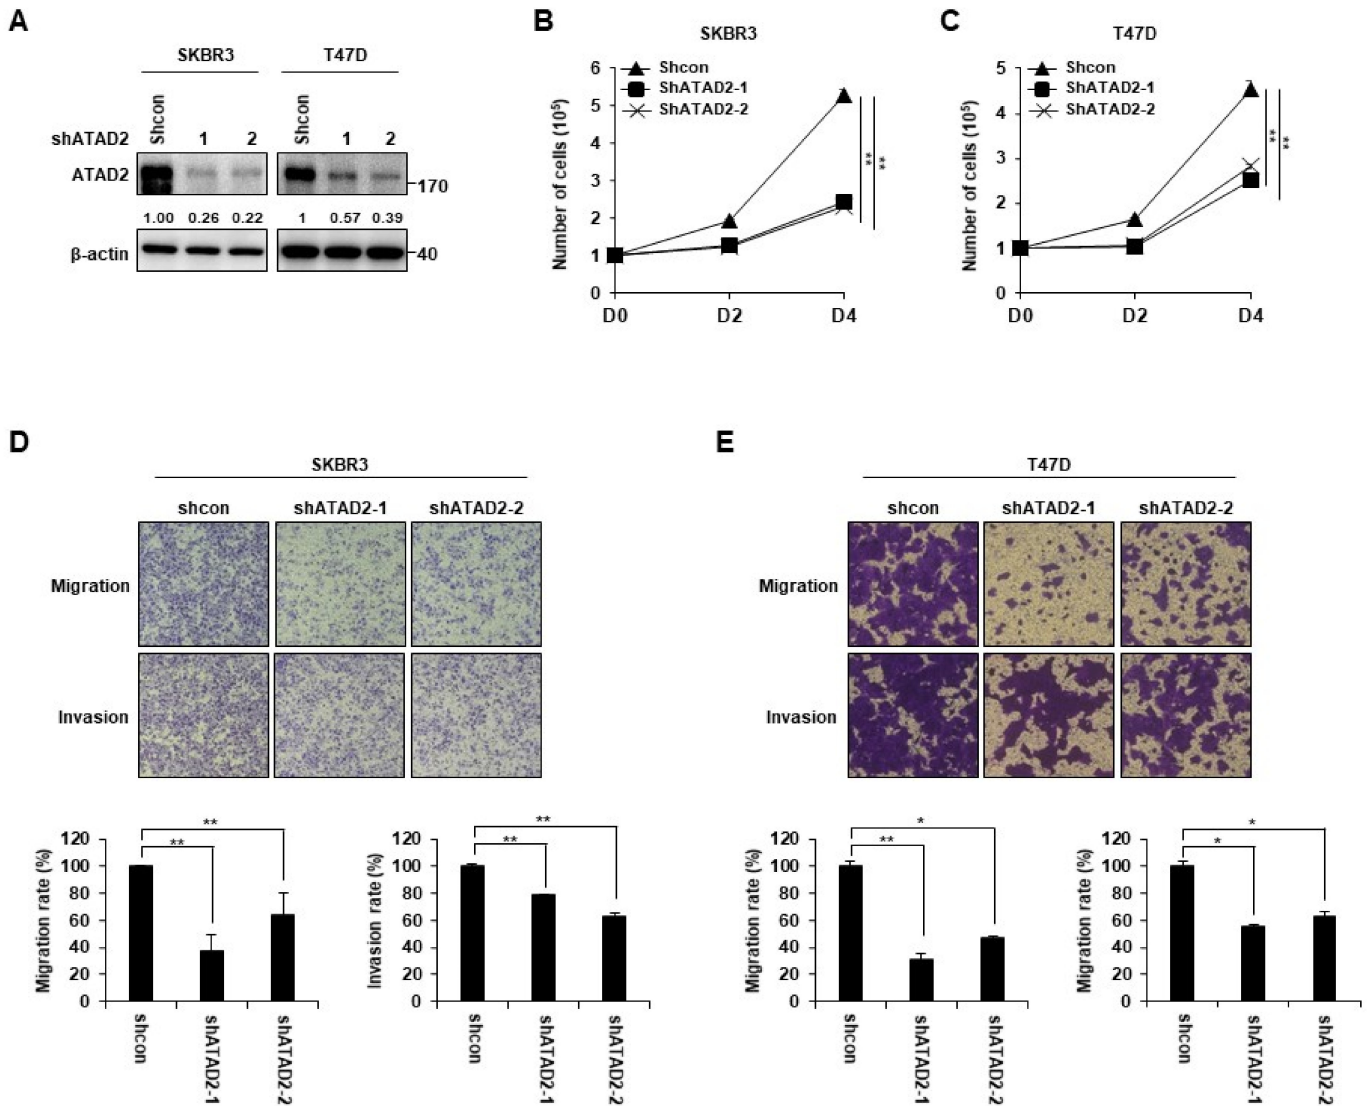 A
SKBR3 T47D
Shcon Shcon
shATAD2 1 2 1 2
ATAD2
170
1.00 0.26 0.22 1 0.57 0.39
β-actin
40
B
SKBR3
Shcon
ShATAD2-1
ShATAD2-2
Number of cells (10⁵)
6
5
4
3
2
1
0
D0 D2 D4
**
**
C
T47D
Shcon
ShATAD2-1
ShATAD2-2
Number of cells (10⁵)
5
4
3
2
1
0
D0 D2 D4
**
**
D
SKBR3
shcon shATAD2-1 shATAD2-2
Migration
Invasion
Migration rate (%)
120
100
80
60
40
20
0
**
**
shcon
shATAD2-1
shATAD2-2
Invasion rate (%)
120
100
80
60
40
20
0
**
**
shcon
shATAD2-1
shATAD2-2
E
T47D
shcon shATAD2-1 shATAD2-2
Migration
Invasion
Migration rate (%)
120
100
80
60
40
20
0
*
**
shcon
shATAD2-1
shATAD2-2
Migration rate (%)
120
100
80
60
40
20
0
*
*
shcon
shATAD2-1
shATAD2-2